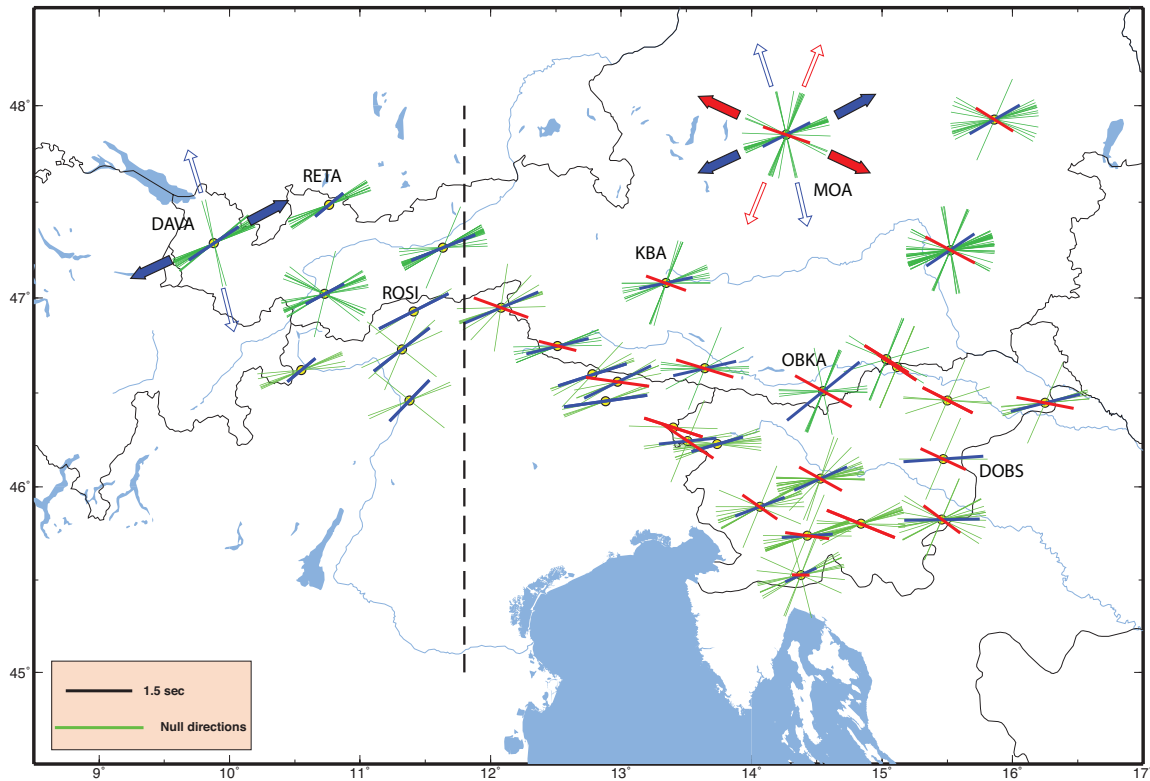 48˚
47˚
46˚
45˚
RETA
DAVA
MOA
KBA
ROSI
OBKA
DOBS
1.5 sec
Null directions
9˚ 10˚ 11˚ 12˚ 13˚ 14˚ 15˚ 16˚ 17˚